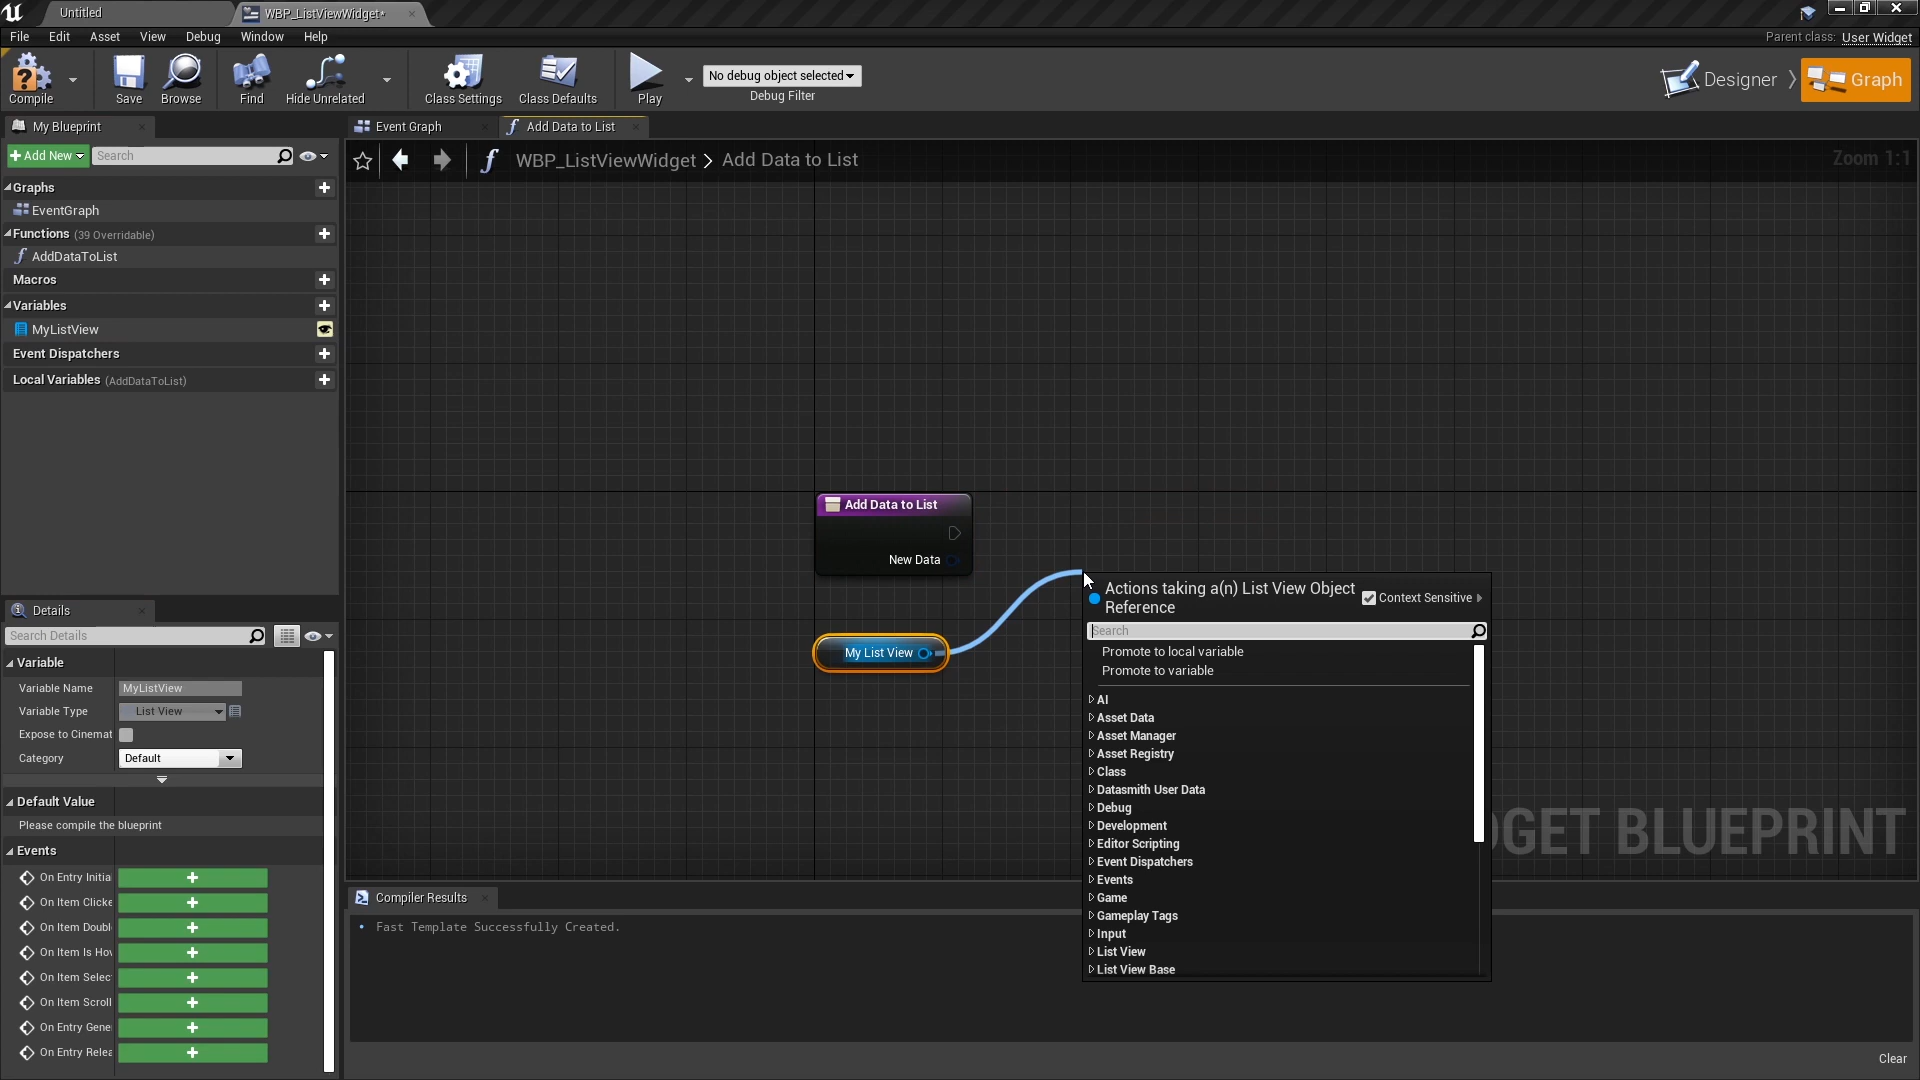 Untitled
WBP_ListViewWidget*
File Edit Asset View Debug Window Help
Parent class: User Widget
Compile
Save
Browse
Find
Hide Unrelated
Class Settings
Class Defaults
Play
No debug object selected
Debug Filter
Designer
Graph
My Blueprint
Add New
Search
Graphs
EventGraph
Functions (39 Overridable)
AddDataToList
Macros
Variables
MyListView
Event Dispatchers
Local Variables (AddDataToList)
Details
Search Details
Variable
Variable Name MyListView
Variable Type List View
Expose to Cinemat
Category Default
Default Value
Please compile the blueprint
Events
On Entry Initia
On Item Clicke
On Item Doubl
On Item Is Hov
On Item Selec
On Item Scroll
On Entry Gene
On Entry Relea
Event Graph
Add Data to List
WBP_ListViewWidget > Add Data to List
Zoom 1:1
Add Data to List
New Data
My List View
Actions taking a(n) List View Object
Reference
Context Sensitive
Search
Promote to local variable
Promote to variable
AI
Asset Data
Asset Manager
Asset Registry
Class
Datasmith User Data
Debug
Development
Editor Scripting
Event Dispatchers
Events
Game
Gameplay Tags
Input
List View
List View Base
DGET BLUEPRINT
Compiler Results
Fast Template Successfully Created.
Clear